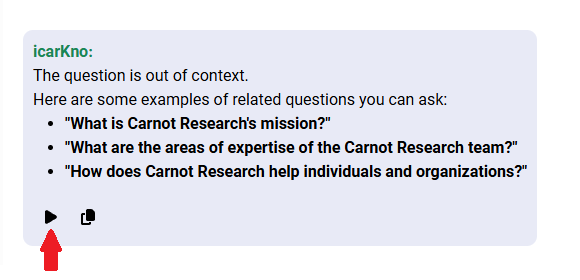 icarKno:
The question is out of context.
Here are some examples of related questions you can ask:
"What is Carnot Research's mission?"
"What are the areas of expertise of the Carnot Research team?"
"How does Carnot Research help individuals and organizations?"